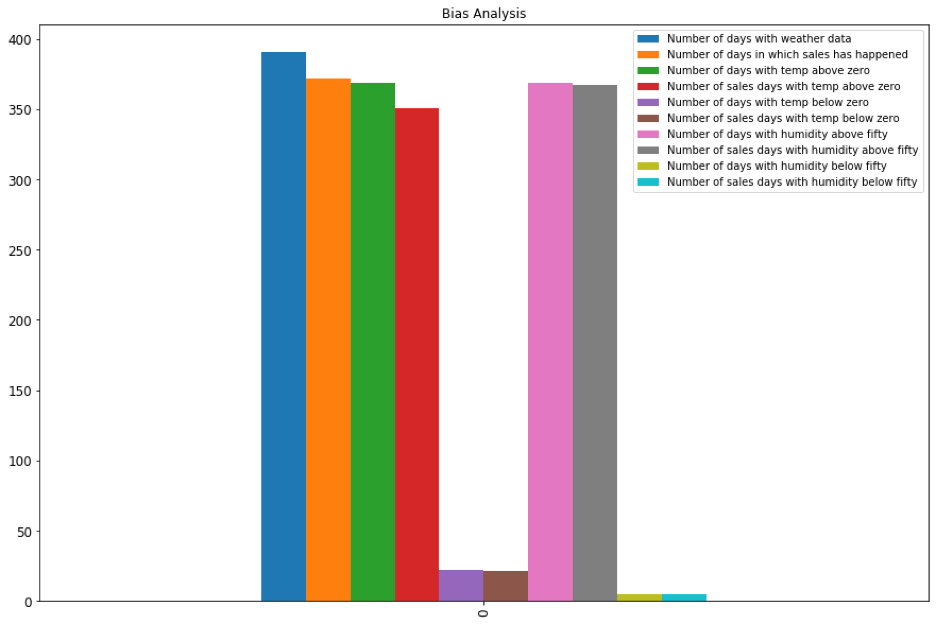 Bias Analysis
400
350
300
250
200
150
100
50
0
Number of days with weather data
Number of days in which sales has happened
Number of days with temp above zero
Number of sales days with temp above zero
Number of days with temp below zero
Number of sales days with temp below zero
Number of days with humidity above fifty
Number of sales days with humidity above fifty
Number of days with humidity below fifty
Number of sales days with humidity below fifty
0